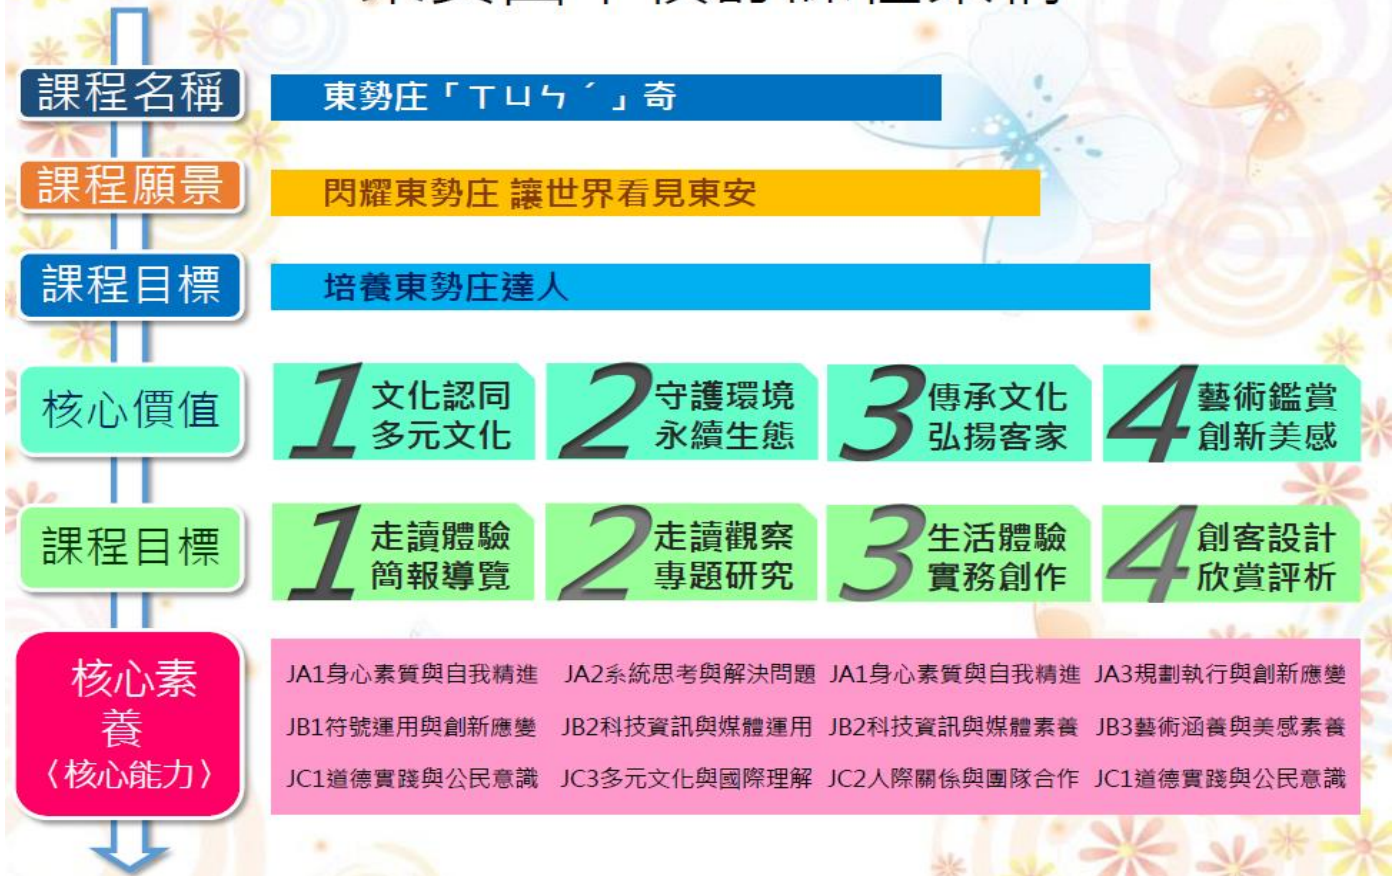 課程名稱
東勢庄「ㄒㄩㄣˊ」奇
課程願景
閃耀東勢庄 讓世界看見東安
課程目標
培養東勢庄達人
核心價值
1 文化認同 多元文化
2 守護環境 永續生態
3 傳承文化 弘揚客家
4 藝術鑑賞 創新美感
課程目標
1 走讀體驗 簡報導覽
2 走讀觀察 專題研究
3 生活體驗 實務創作
4 創客設計 欣賞評析
核心素
養
〈核心能力〉
JA1身心素質與自我精進 JA2系統思考與解決問題 JA1身心素質與自我精進 JA3規劃執行與創新應變
JB1符號運用與創新應變 JB2科技資訊與媒體運用 JB2科技資訊與媒體素養 JB3藝術涵養與美感素養
JC1道德實踐與公民意識 JC3多元文化與國際理解 JC2人際關係與團隊合作 JC1道德實踐與公民意識